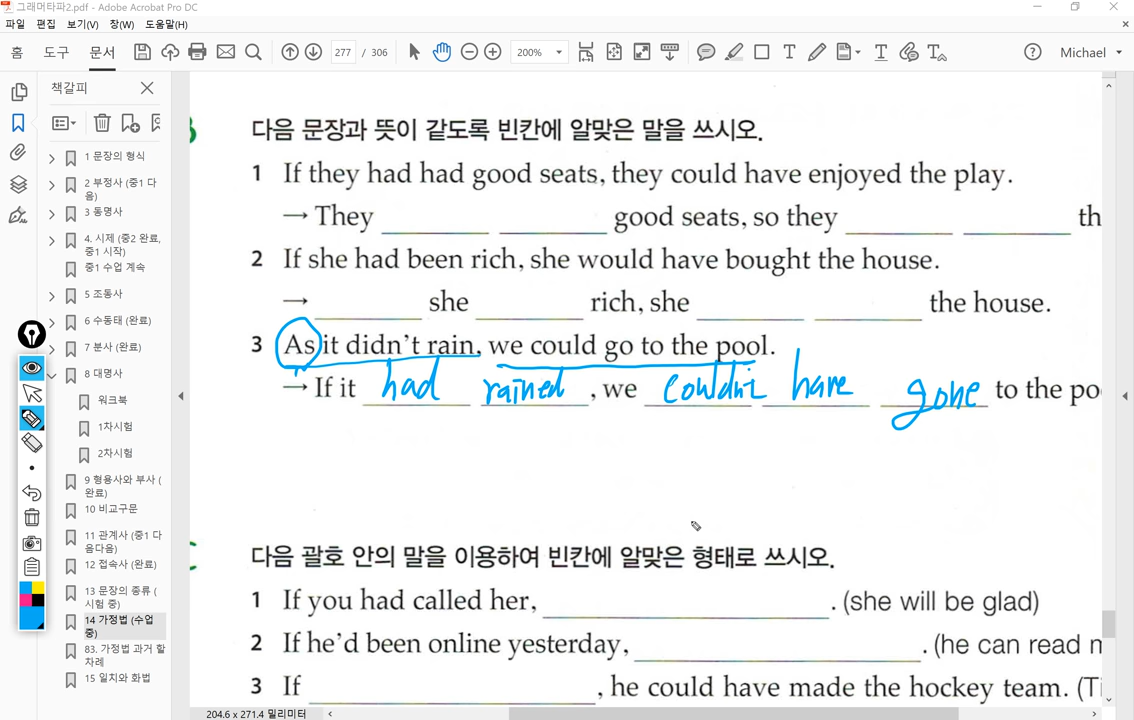 그래머타파2.pdf - Adobe Acrobat Pro DC
파일 편집 보기(V) 창(W) 도움말(H)
홈 도구 문서 277 / 306 200% Michael
책갈피
1 문장의 형식
2 부정사 (중1 다
음)
3 동명사
4. 시제 (중2 완료,
중1 시작)
중1 수업 계속
5 조동사
6 수동태 (완료)
7 분사 (완료)
8 대명사
워크북
1차시험
2차시험
9 형용사와 부사 (
완료)
10 비교구문
11 관계사 (중1 다
음다음)
12 접속사 (완료)
13 문장의 종류 (
시험 중)
14 가정법 (수업
중)
83. 가정법 과거 할
차례
15 일치와 화법
다음 문장과 뜻이 같도록 빈칸에 알맞은 말을 쓰시오.
1 If they had had good seats, they could have enjoyed the play.
→ They good seats, so they th
2 If she had been rich, she would have bought the house.
→ she rich, she the house.
3 As it didn't rain, we could go to the pool.
→ If it had rained , we couldn't have gone to the po
다음 괄호 안의 말을 이용하여 빈칸에 알맞은 형태로 쓰시오.
1 If you had called her, . (she will be glad)
2 If he'd been online yesterday, . (he can read m
3 If , he could have made the hockey team. (Ti
204.6 x 271.4 밀리미터